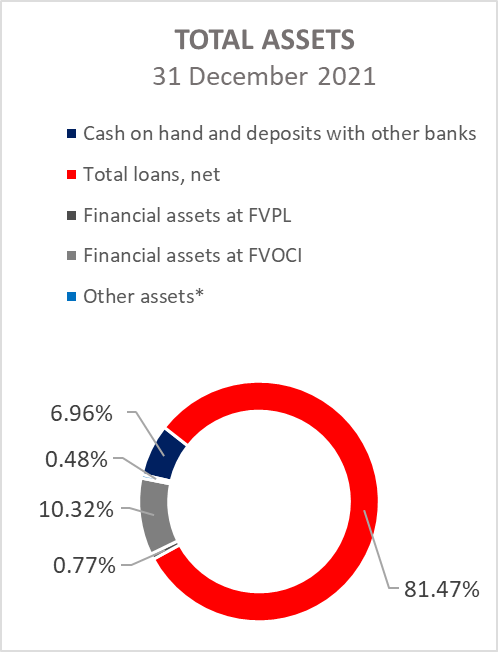 TOTAL ASSETS
31 December 2021
Cash on hand and deposits with other banks
Total loans, net
Financial assets at FVPL
Financial assets at FVOCI
Other assets*
6.96%
0.48%
10.32%
0.77%
81.47%